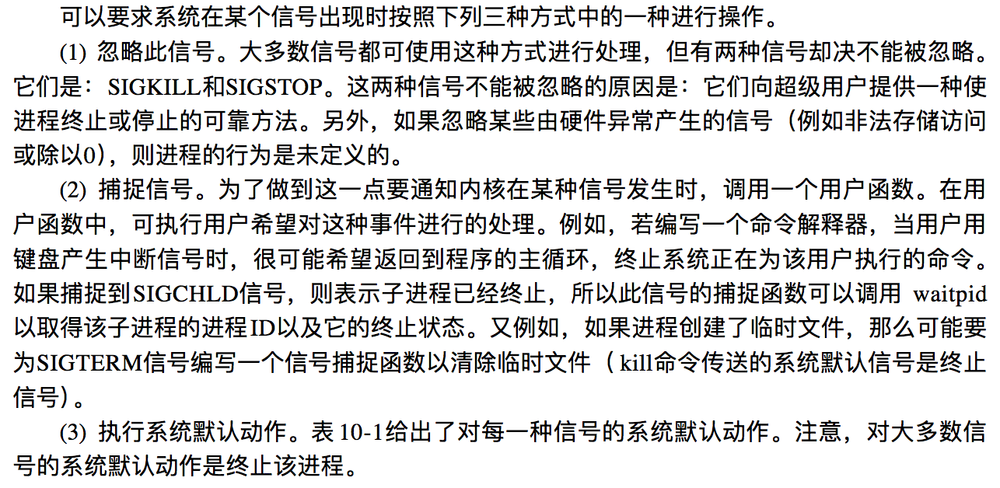 可以要求系统在某个信号出现时按照下列三种方式中的一种进行操作。
(1) 忽略此信号。大多数信号都可使用这种方式进行处理，但有两种信号却决不能被忽略。
它们是：SIGKILL和SIGSTOP。这两种信号不能被忽略的原因是：它们向超级用户提供一种使
进程终止或停止的可靠方法。另外，如果忽略某些由硬件异常产生的信号（例如非法存储访问
或除以0），则进程的行为是未定义的。
(2) 捕捉信号。为了做到这一点要通知内核在某种信号发生时，调用一个用户函数。在用
户函数中，可执行用户希望对这种事件进行的处理。例如，若编写一个命令解释器，当用户用
键盘产生中断信号时，很可能希望返回到程序的主循环，终止系统正在为该用户执行的命令。
如果捕捉到SIGCHLD信号，则表示子进程已经终止，所以此信号的捕捉函数可以调用 waitpid
以取得该子进程的进程ID以及它的终止状态。又例如，如果进程创建了临时文件，那么可能要
为SIGTERM信号编写一个信号捕捉函数以清除临时文件（ kill命令传送的系统默认信号是终止
信号）。
(3) 执行系统默认动作。表10-1给出了对每一种信号的系统默认动作。注意，对大多数信
号的系统默认动作是终止该进程。